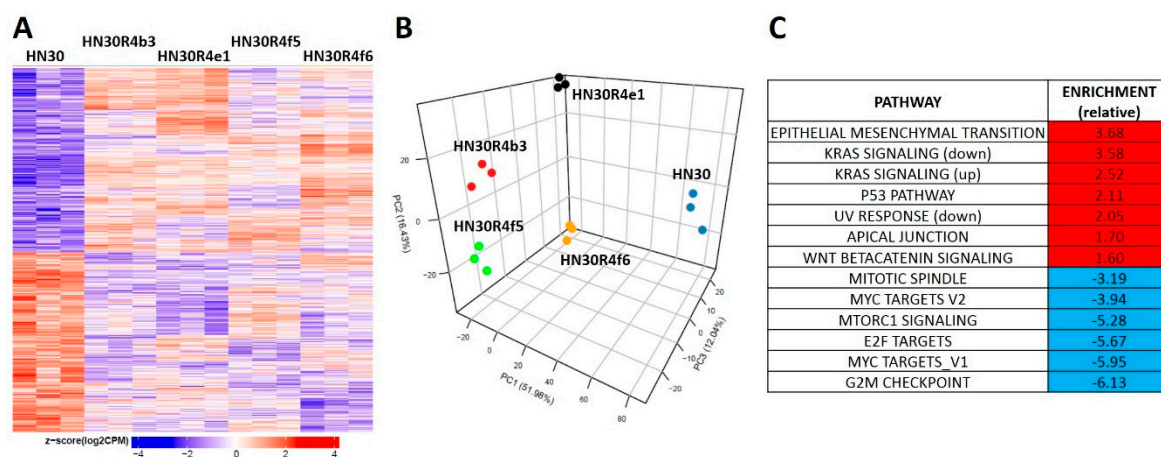 A
HN30
HN30R4b3
HN30R4e1
HN30R4f5
HN30R4f6
z-score(log2CPM)
-4 -2 0 2 4
B
HN30R4e1
HN30R4b3
HN30
HN30R4f5
HN30R4f6
PC2 (16.43%)
20
0
-20
PC1 (51.98%)
-20 0 20 40 60 80
PC3 (12.04%)
-20 -10 0 10 20
C
PATHWAY ENRICHMENT (relative)
EPITHELIAL MESENCHYMAL TRANSITION 3.68
KRAS SIGNALING (down) 3.58
KRAS SIGNALING (up) 2.52
P53 PATHWAY 2.11
UV RESPONSE (down) 2.05
APICAL JUNCTION 1.70
WNT BETACATENIN SIGNALING 1.60
MITOTIC SPINDLE -3.19
MYC TARGETS V2 -3.94
MTORC1 SIGNALING -5.28
E2F TARGETS -5.67
MYC TARGETS_V1 -5.95
G2M CHECKPOINT -6.13